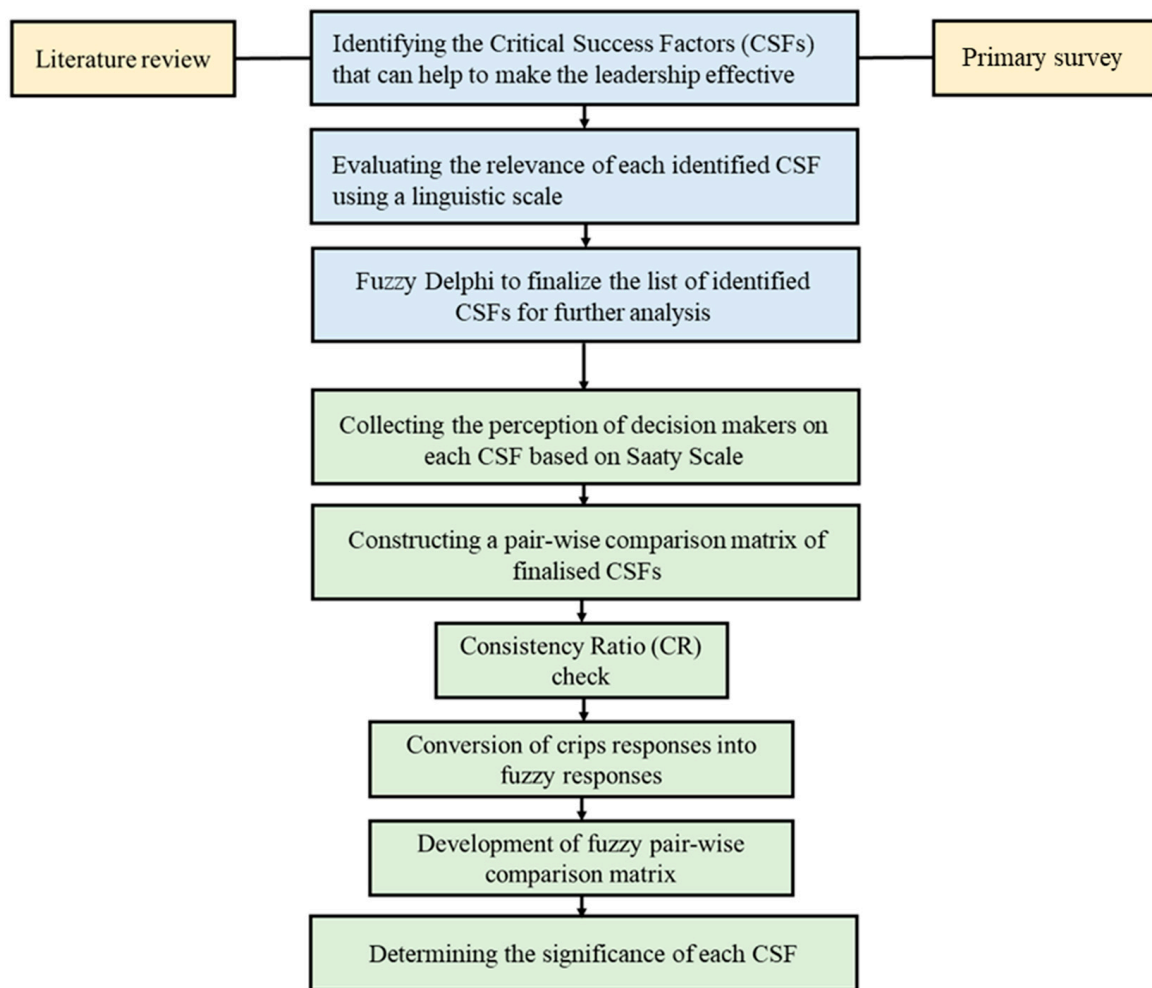 Literature review
Identifying the Critical Success Factors (CSFs)
that can help to make the leadership effective
Primary survey
Evaluating the relevance of each identified CSF
using a linguistic scale
Fuzzy Delphi to finalize the list of identified
CSFs for further analysis
Collecting the perception of decision makers on
each CSF based on Saaty Scale
Constructing a pair-wise comparison matrix of
finalised CSFs
Consistency Ratio (CR)
check
Conversion of crips responses into
fuzzy responses
Development of fuzzy pair-wise
comparison matrix
Determining the significance of each CSF